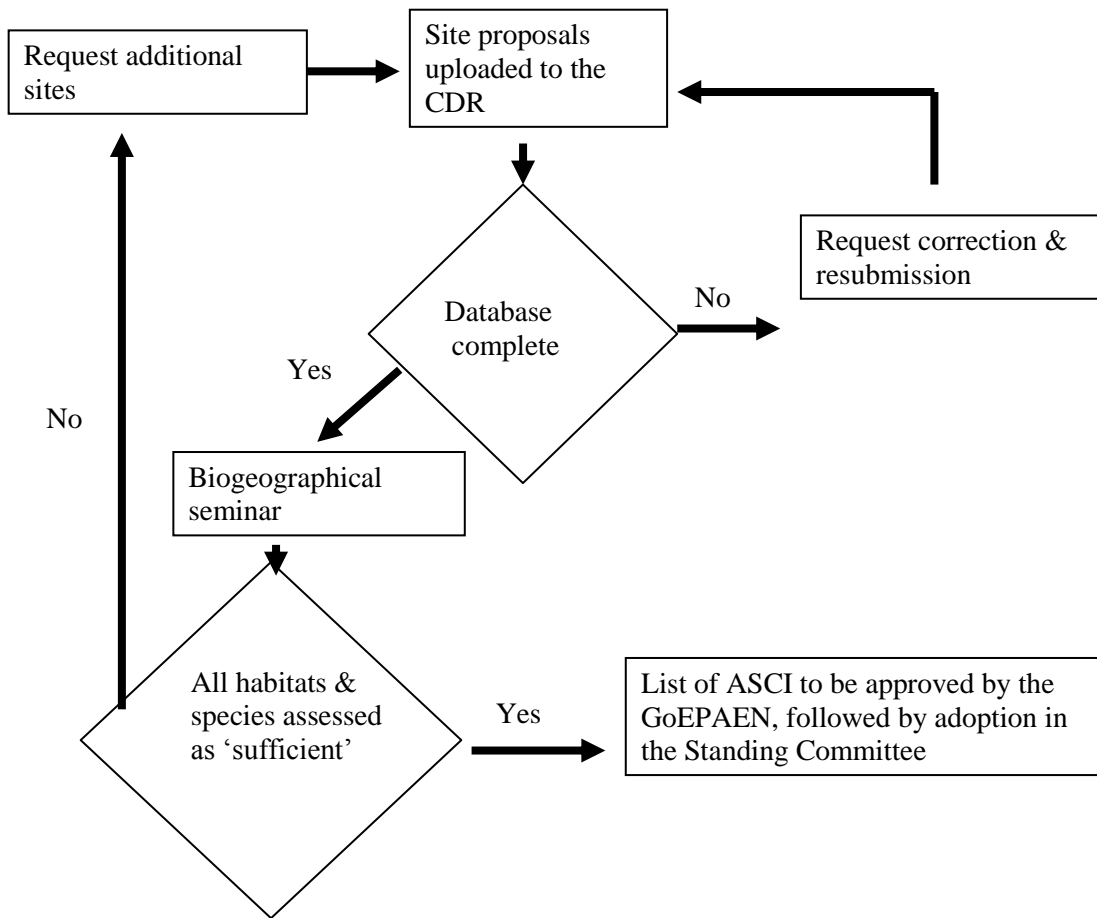 Request additional
sites
Site proposals
uploaded to the
CDR
Request correction &
resubmission
Database
complete
No
Yes
No
Biogeographical
seminar
All habitats &
species assessed
as ‘sufficient’
Yes
List of ASCI to be approved by the
GoEPAEN, followed by adoption in
the Standing Committee